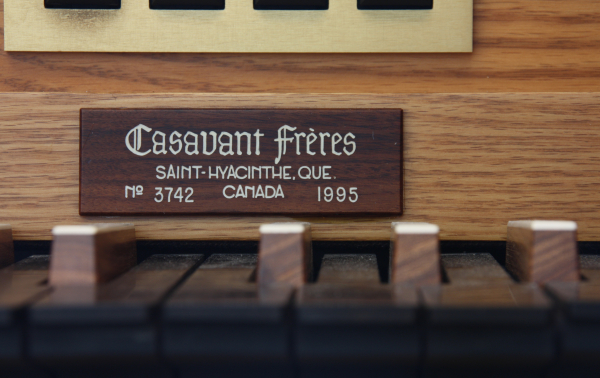 Casavant Frères
SAINT-HYACINTHE, QUE.
Nº 3742 CANADA 1995